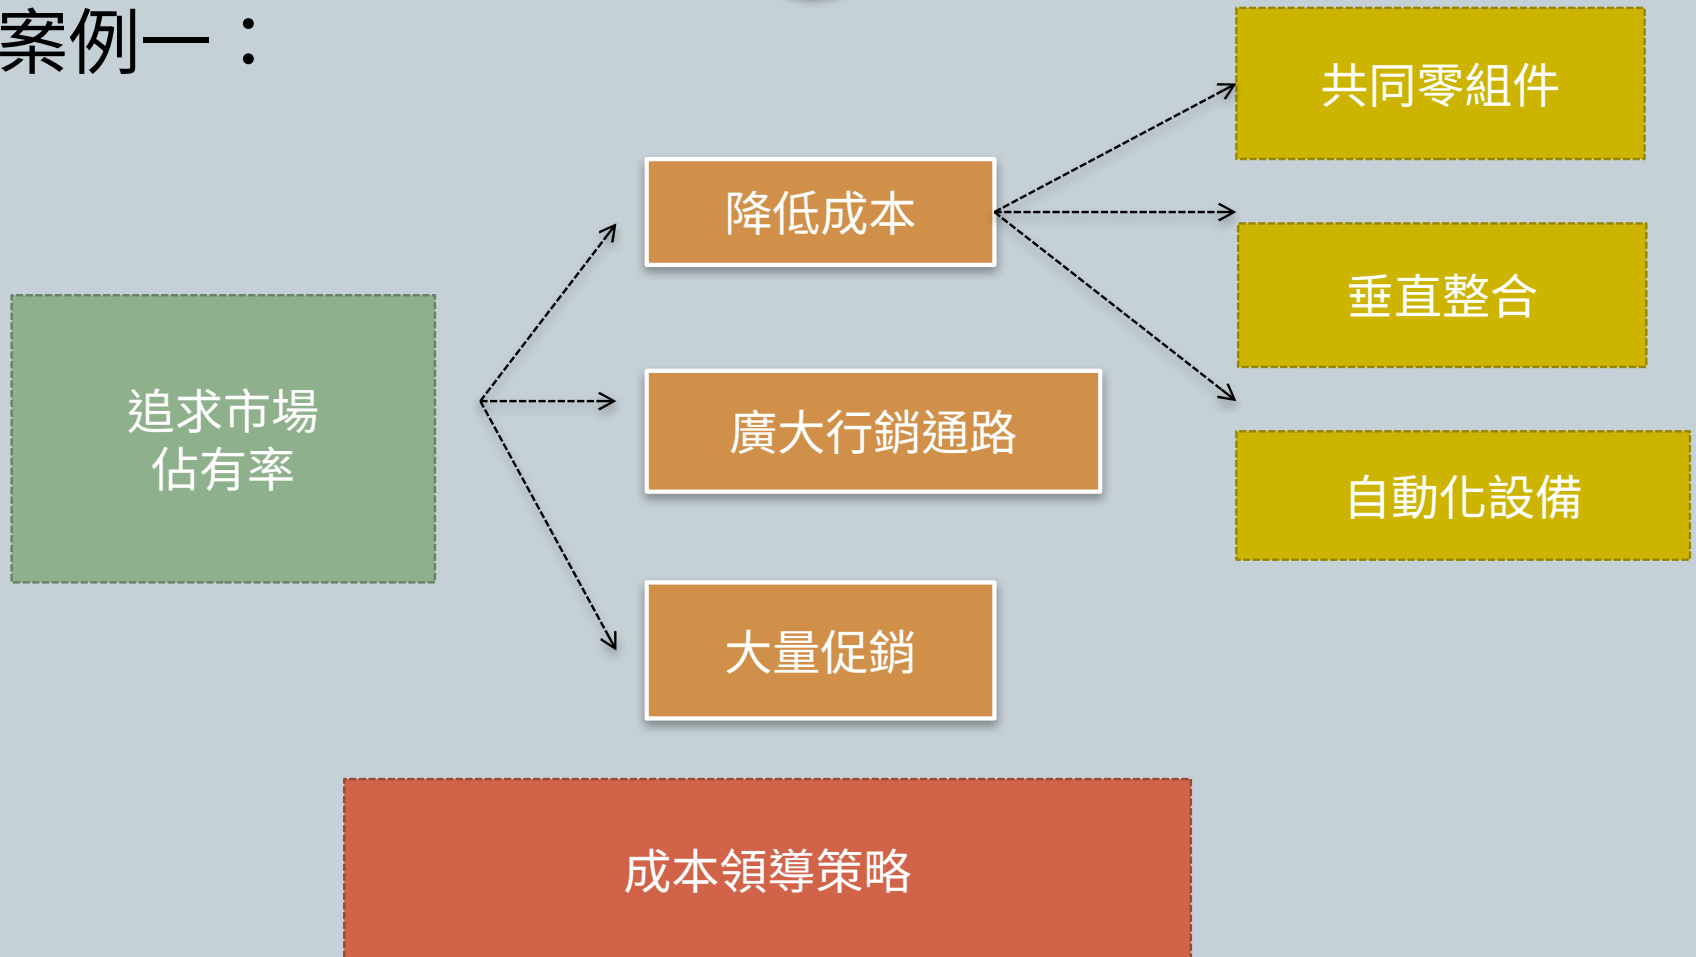 案例一：
共同零組件
降低成本
垂直整合
追求市場
佔有率
廣大行銷通路
自動化設備
大量促銷
成本領導策略